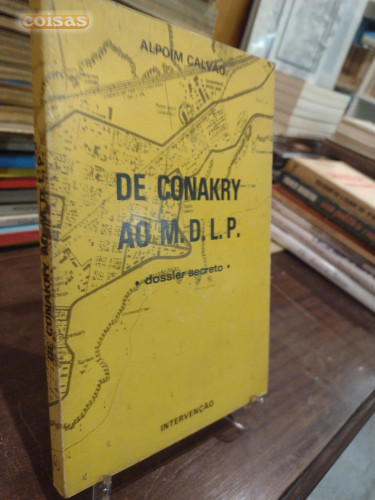 coisas
ALPOIM CALVÃO
DE CONAKRY
AO M.D.L.P.
• dossier secreto •
INTERVENÇÃO
DE CONAKRY AO M.D.L.P.